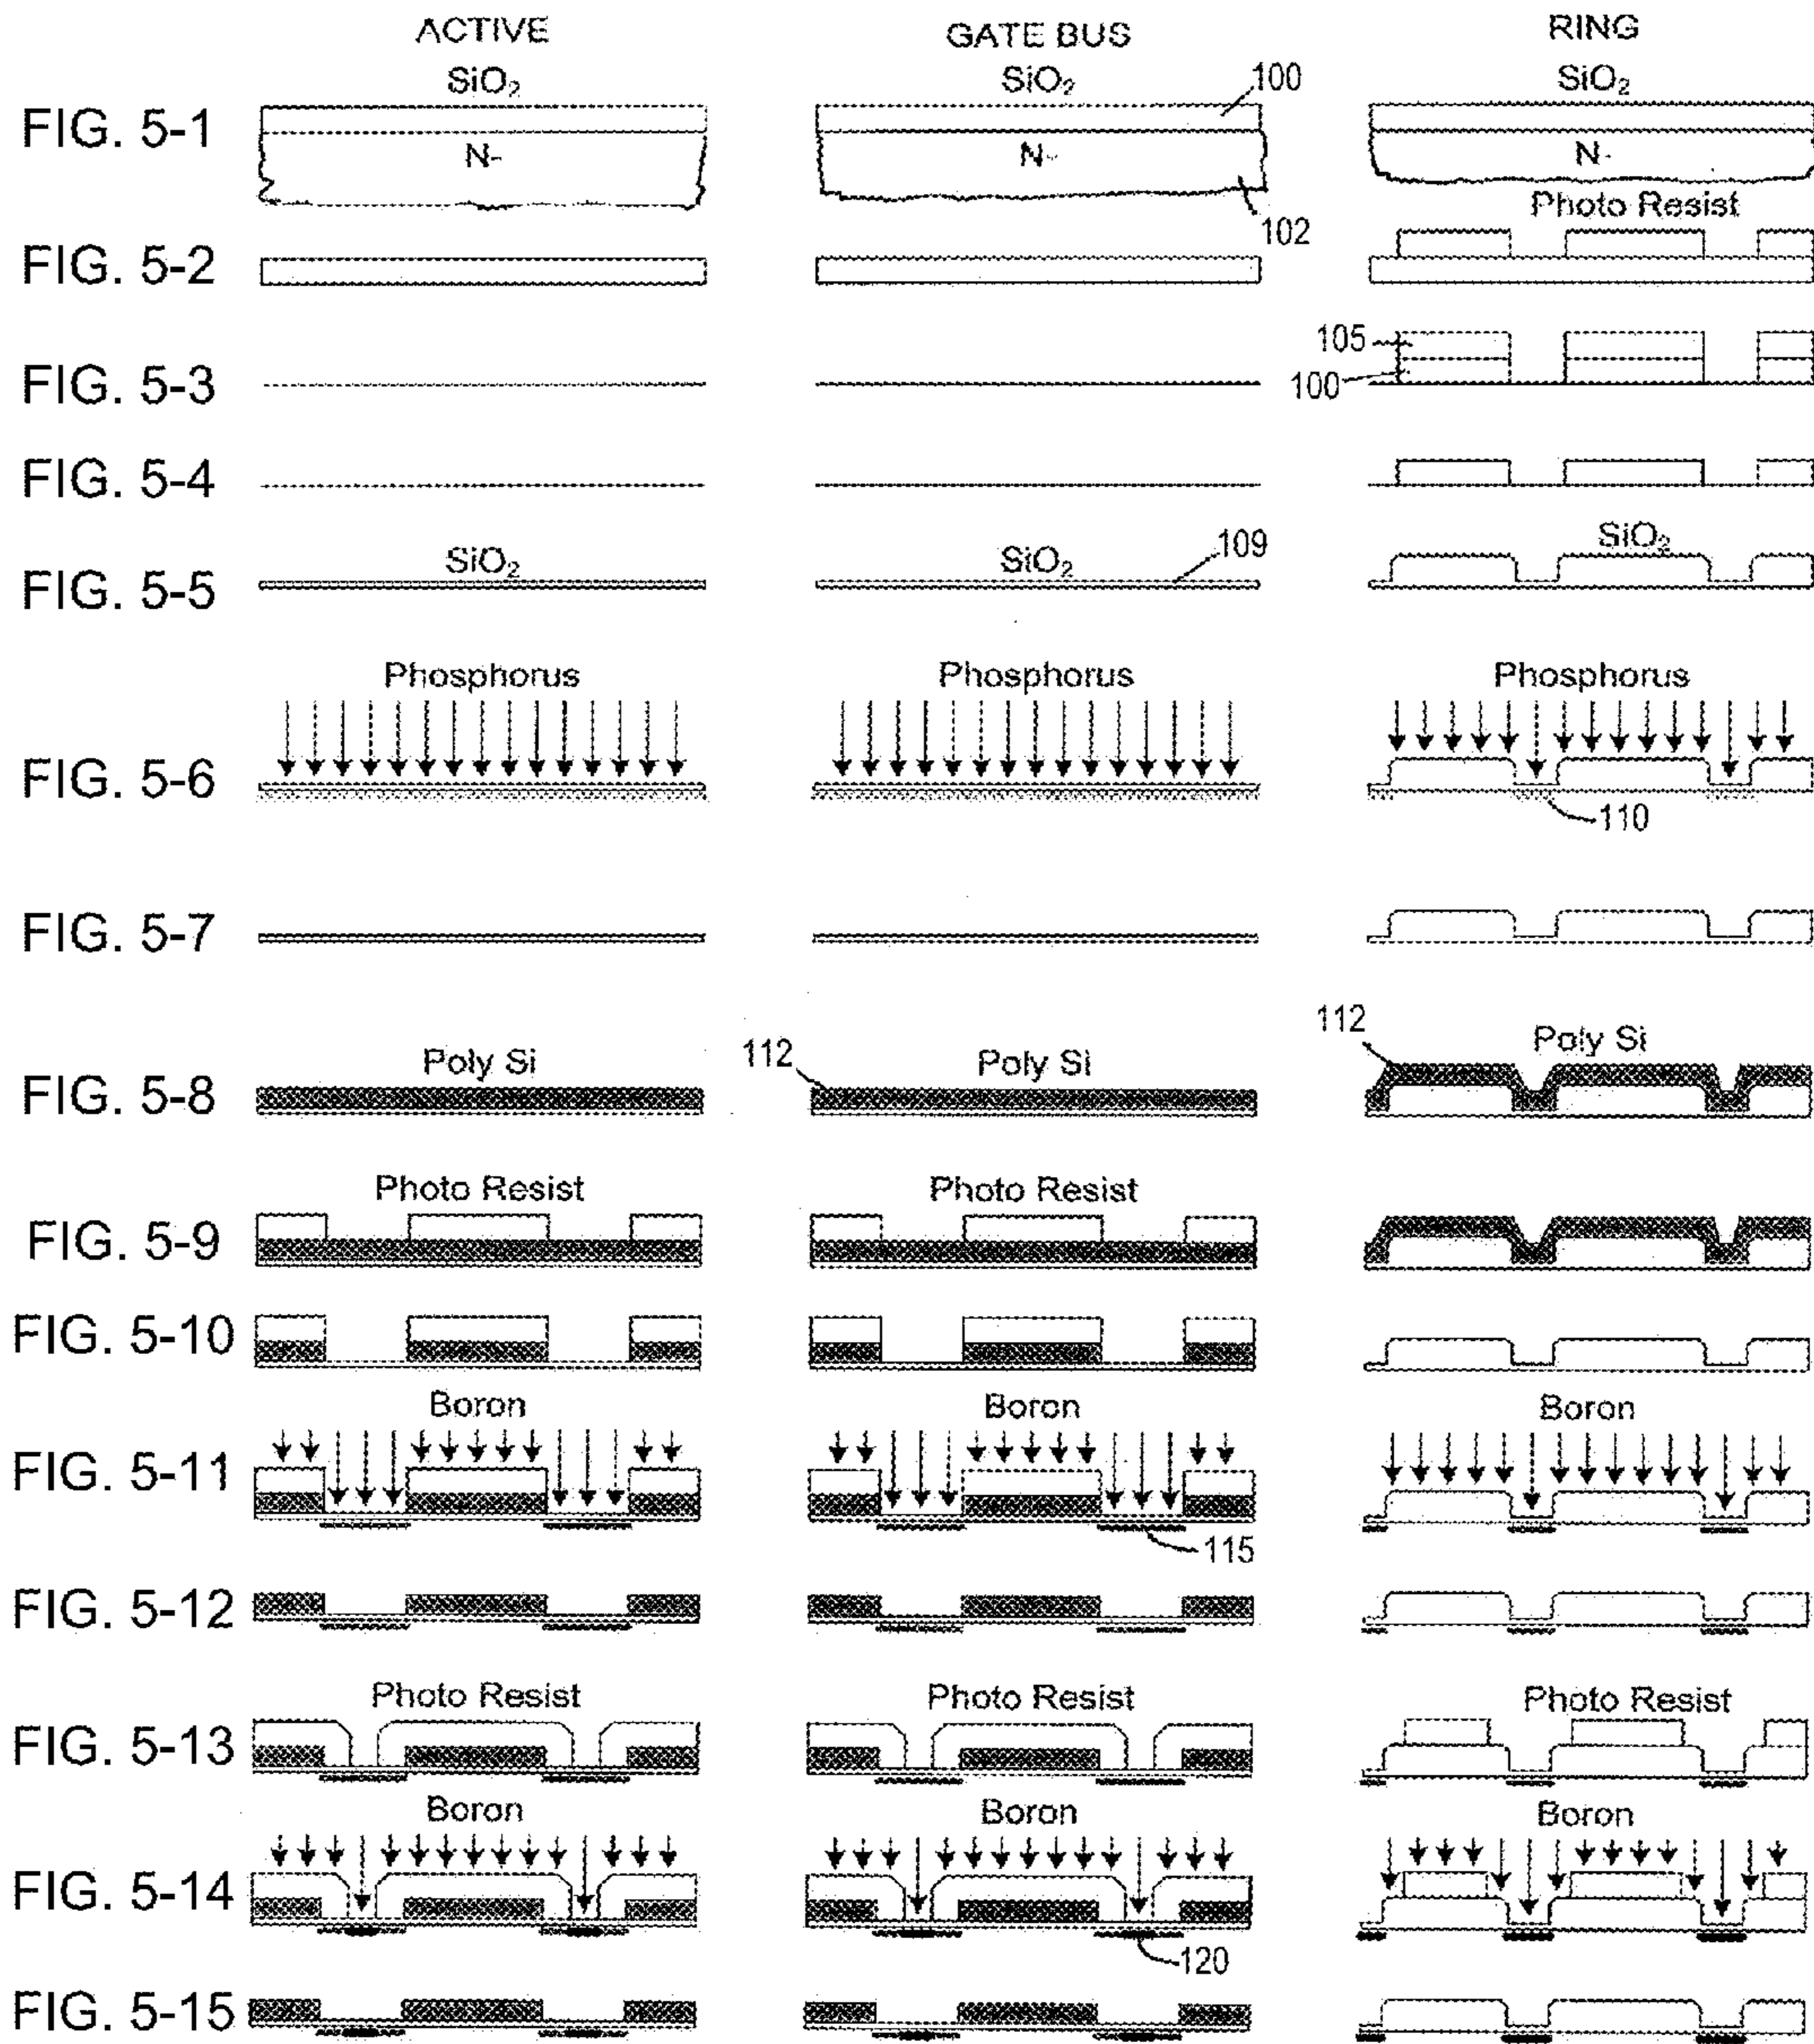 ACTIVE GATE BUS RING
SiO₂ SiO₂ 100 SiO₂
FIG. 5-1 N- N- N-
102 Photo Resist
FIG. 5-2
105
FIG. 5-3 100
FIG. 5-4
SiO₂ SiO₂ 109 SiO₂
FIG. 5-5
Phosphorus Phosphorus Phosphorus
FIG. 5-6
110
FIG. 5-7
112
Poly Si 112 Poly Si Poly Si
FIG. 5-8
Photo Resist Photo Resist
FIG. 5-9
FIG. 5-10
Boron Boron Boron
FIG. 5-11
115
FIG. 5-12
Photo Resist Photo Resist Photo Resist
FIG. 5-13
Boron Boron Boron
FIG. 5-14
120
FIG. 5-15